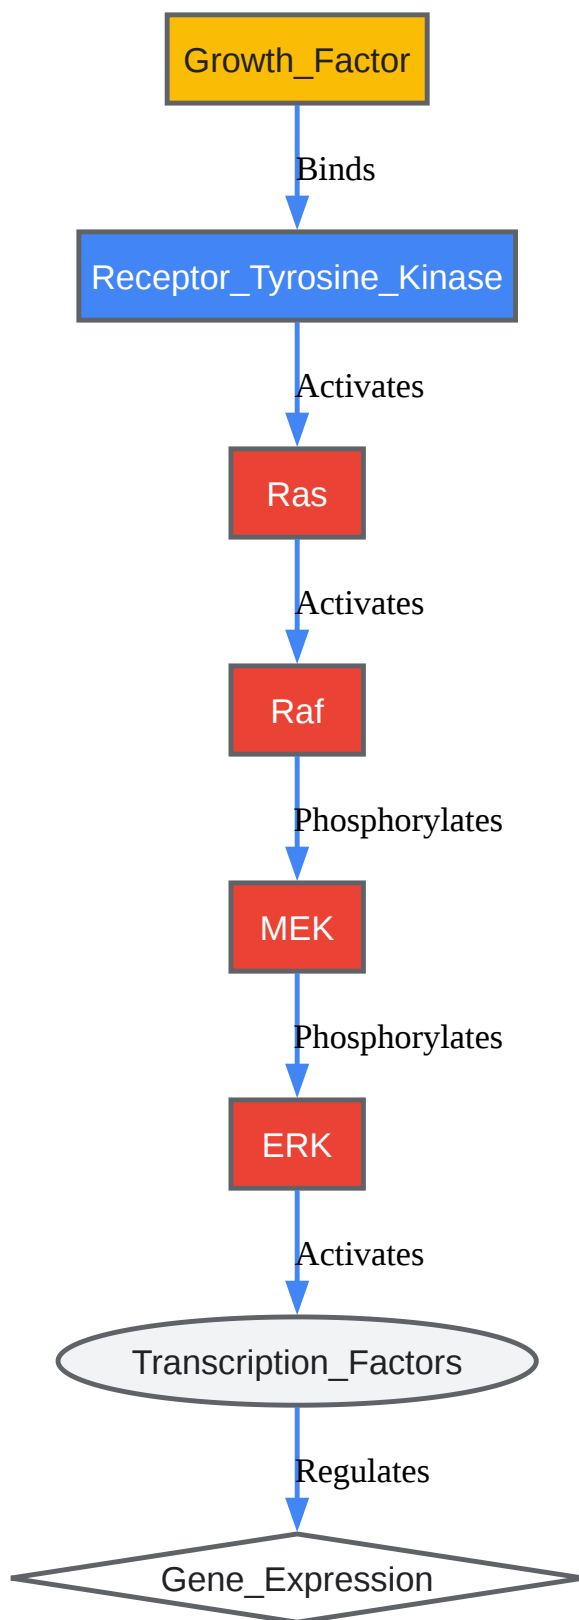 Growth_Factor
Binds
Receptor_Tyrosine_Kinase
Activates
Ras
Activates
Raf
Phosphorylates
MEK
Phosphorylates
ERK
Activates
Transcription_Factors
Regulates
Gene_Expression